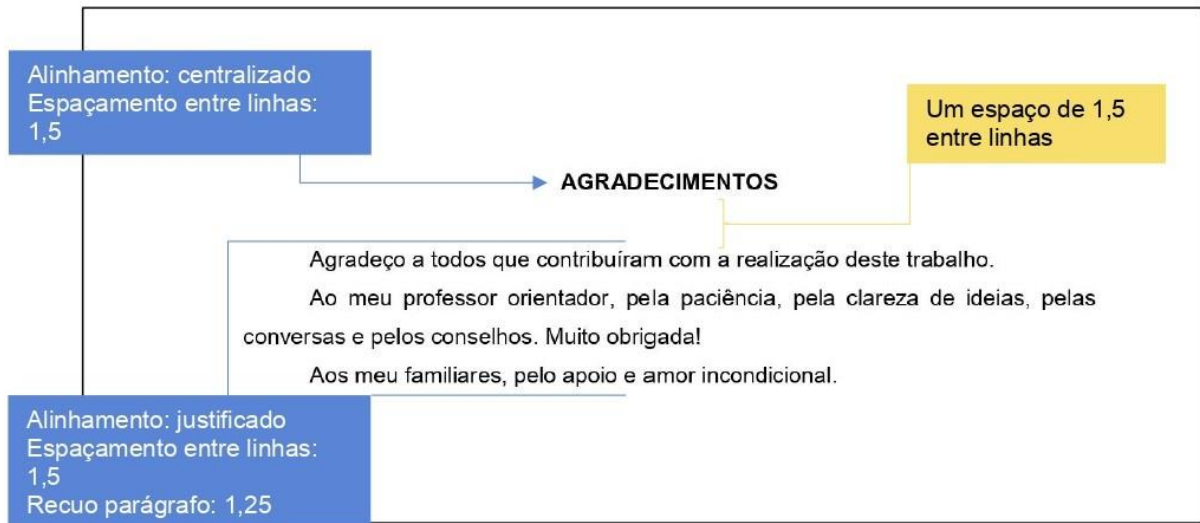 Alinhamento: centralizado
Espaçamento entre linhas:
1,5
Um espaço de 1,5
entre linhas
AGRADECIMENTOS
Agradeço a todos que contribuíram com a realização deste trabalho.
Ao meu professor orientador, pela paciência, pela clareza de ideias, pelas
conversas e pelos conselhos. Muito obrigada!
Aos meu familiares, pelo apoio e amor incondicional.
Alinhamento: justificado
Espaçamento entre linhas:
1,5
Recuo parágrafo: 1,25